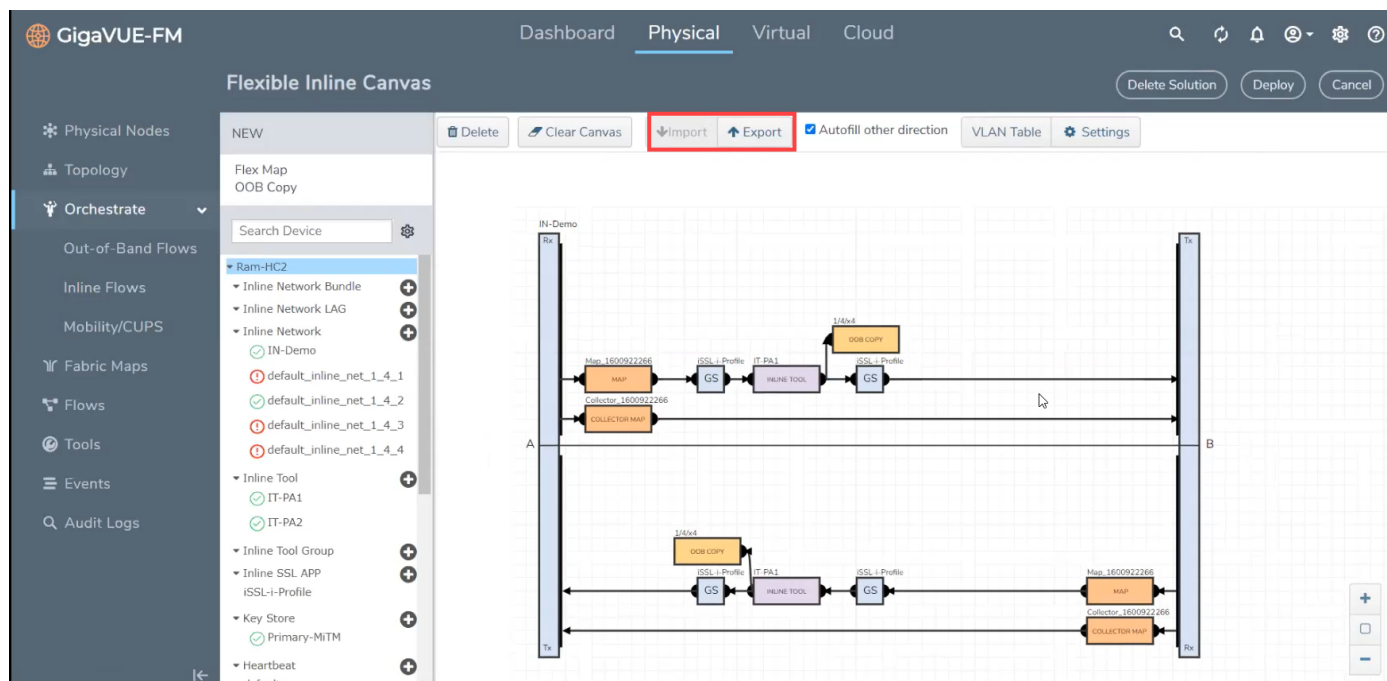 GigaVUE-FM
Dashboard Physical Virtual Cloud
Flexible Inline Canvas
Delete Solution Deploy Cancel
Physical Nodes
Topology
Orchestrate
Out-of-Band Flows
Inline Flows
Mobility/CUPS
Fabric Maps
Flows
Tools
Events
Audit Logs
NEW
Flex Map
OOB Copy
Search Device
Ram-HC2
Inline Network Bundle
Inline Network LAG
Inline Network
IN-Demo
default_inline_net_1_4_1
default_inline_net_1_4_2
default_inline_net_1_4_3
default_inline_net_1_4_4
Inline Tool
IT-PA1
IT-PA2
Inline Tool Group
Inline SSL APP
iSSL-i-Profile
Key Store
Primary-MiTM
Heartbeat
Delete Clear Canvas Import Export Autofill other direction VLAN Table Settings
IN-Demo
Rx Tx
1/4/x4
OOB COPY
Map_1600922266 iSSL-i-Profile IT-PA1 iSSL-i-Profile
MAP GS INLINE TOOL GS
Collector_1600922266
COLLECTOR MAP
A B
1/4/x4
OOB COPY
iSSL-i-Profile IT-PA1 iSSL-i-Profile Map_1600922266
GS INLINE TOOL GS MAP
Collector_1600922266
COLLECTOR MAP
Tx Rx